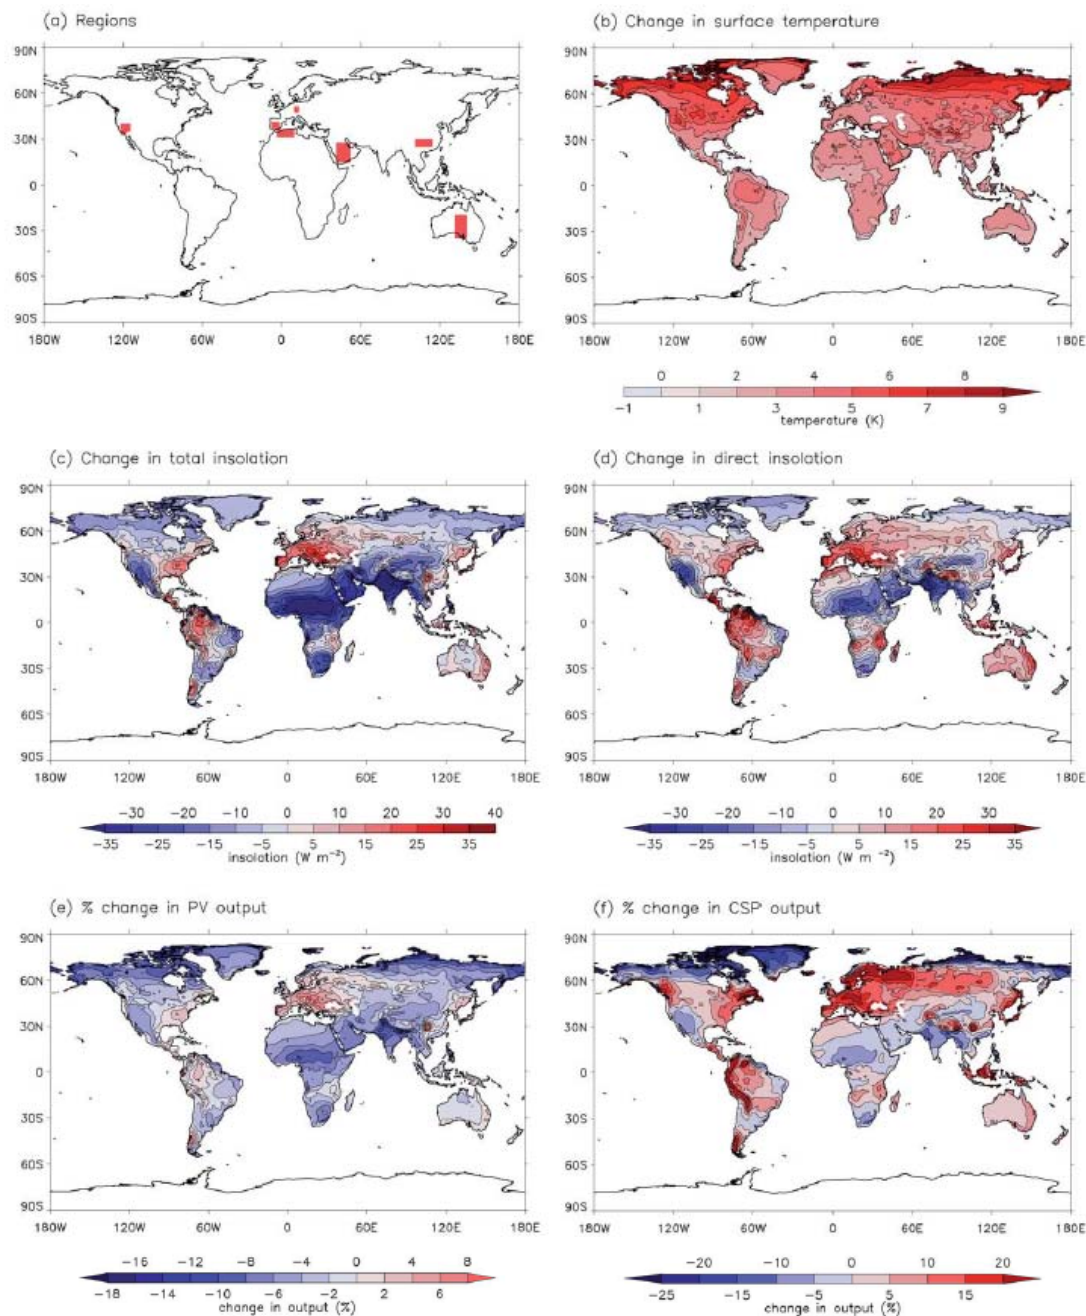 (a) Regions
(b) Change in surface temperature
90N
60N
30N
0
30S
60S
90S
180W 120W 60W 0 60E 120E 180E
90N
60N
30N
0
30S
60S
90S
180W 120W 60W 0 60E 120E 180E
0 2 4 6 8
−1 1 3 5 7 9
temperature (K)
(c) Change in total insolation
(d) Change in direct insolation
90N
60N
30N
0
30S
60S
90S
180W 120W 60W 0 60E 120E 180E
90N
60N
30N
0
30S
60S
90S
180W 120W 60W 0 60E 120E 180E
−30 −20 −10 0 10 20 30 40
−35 −25 −15 −5 5 15 25 35
insolation (W m⁻²)
−30 −20 −10 0 10 20 30
−35 −25 −15 −5 5 15 25 35
insolation (W m ⁻²)
(e) % change in PV output
(f) % change in CSP output
90N
60N
30N
0
30S
60S
90S
180W 120W 60W 0 60E 120E 180E
90N
60N
30N
0
30S
60S
90S
180W 120W 60W 0 60E 120E 180E
−16 −12 −8 −4 0 4 8
−18 −14 −10 −6 −2 2 6
change in output (%)
−20 −10 0 10 20
−25 −15 −5 5 15
change in output (%)